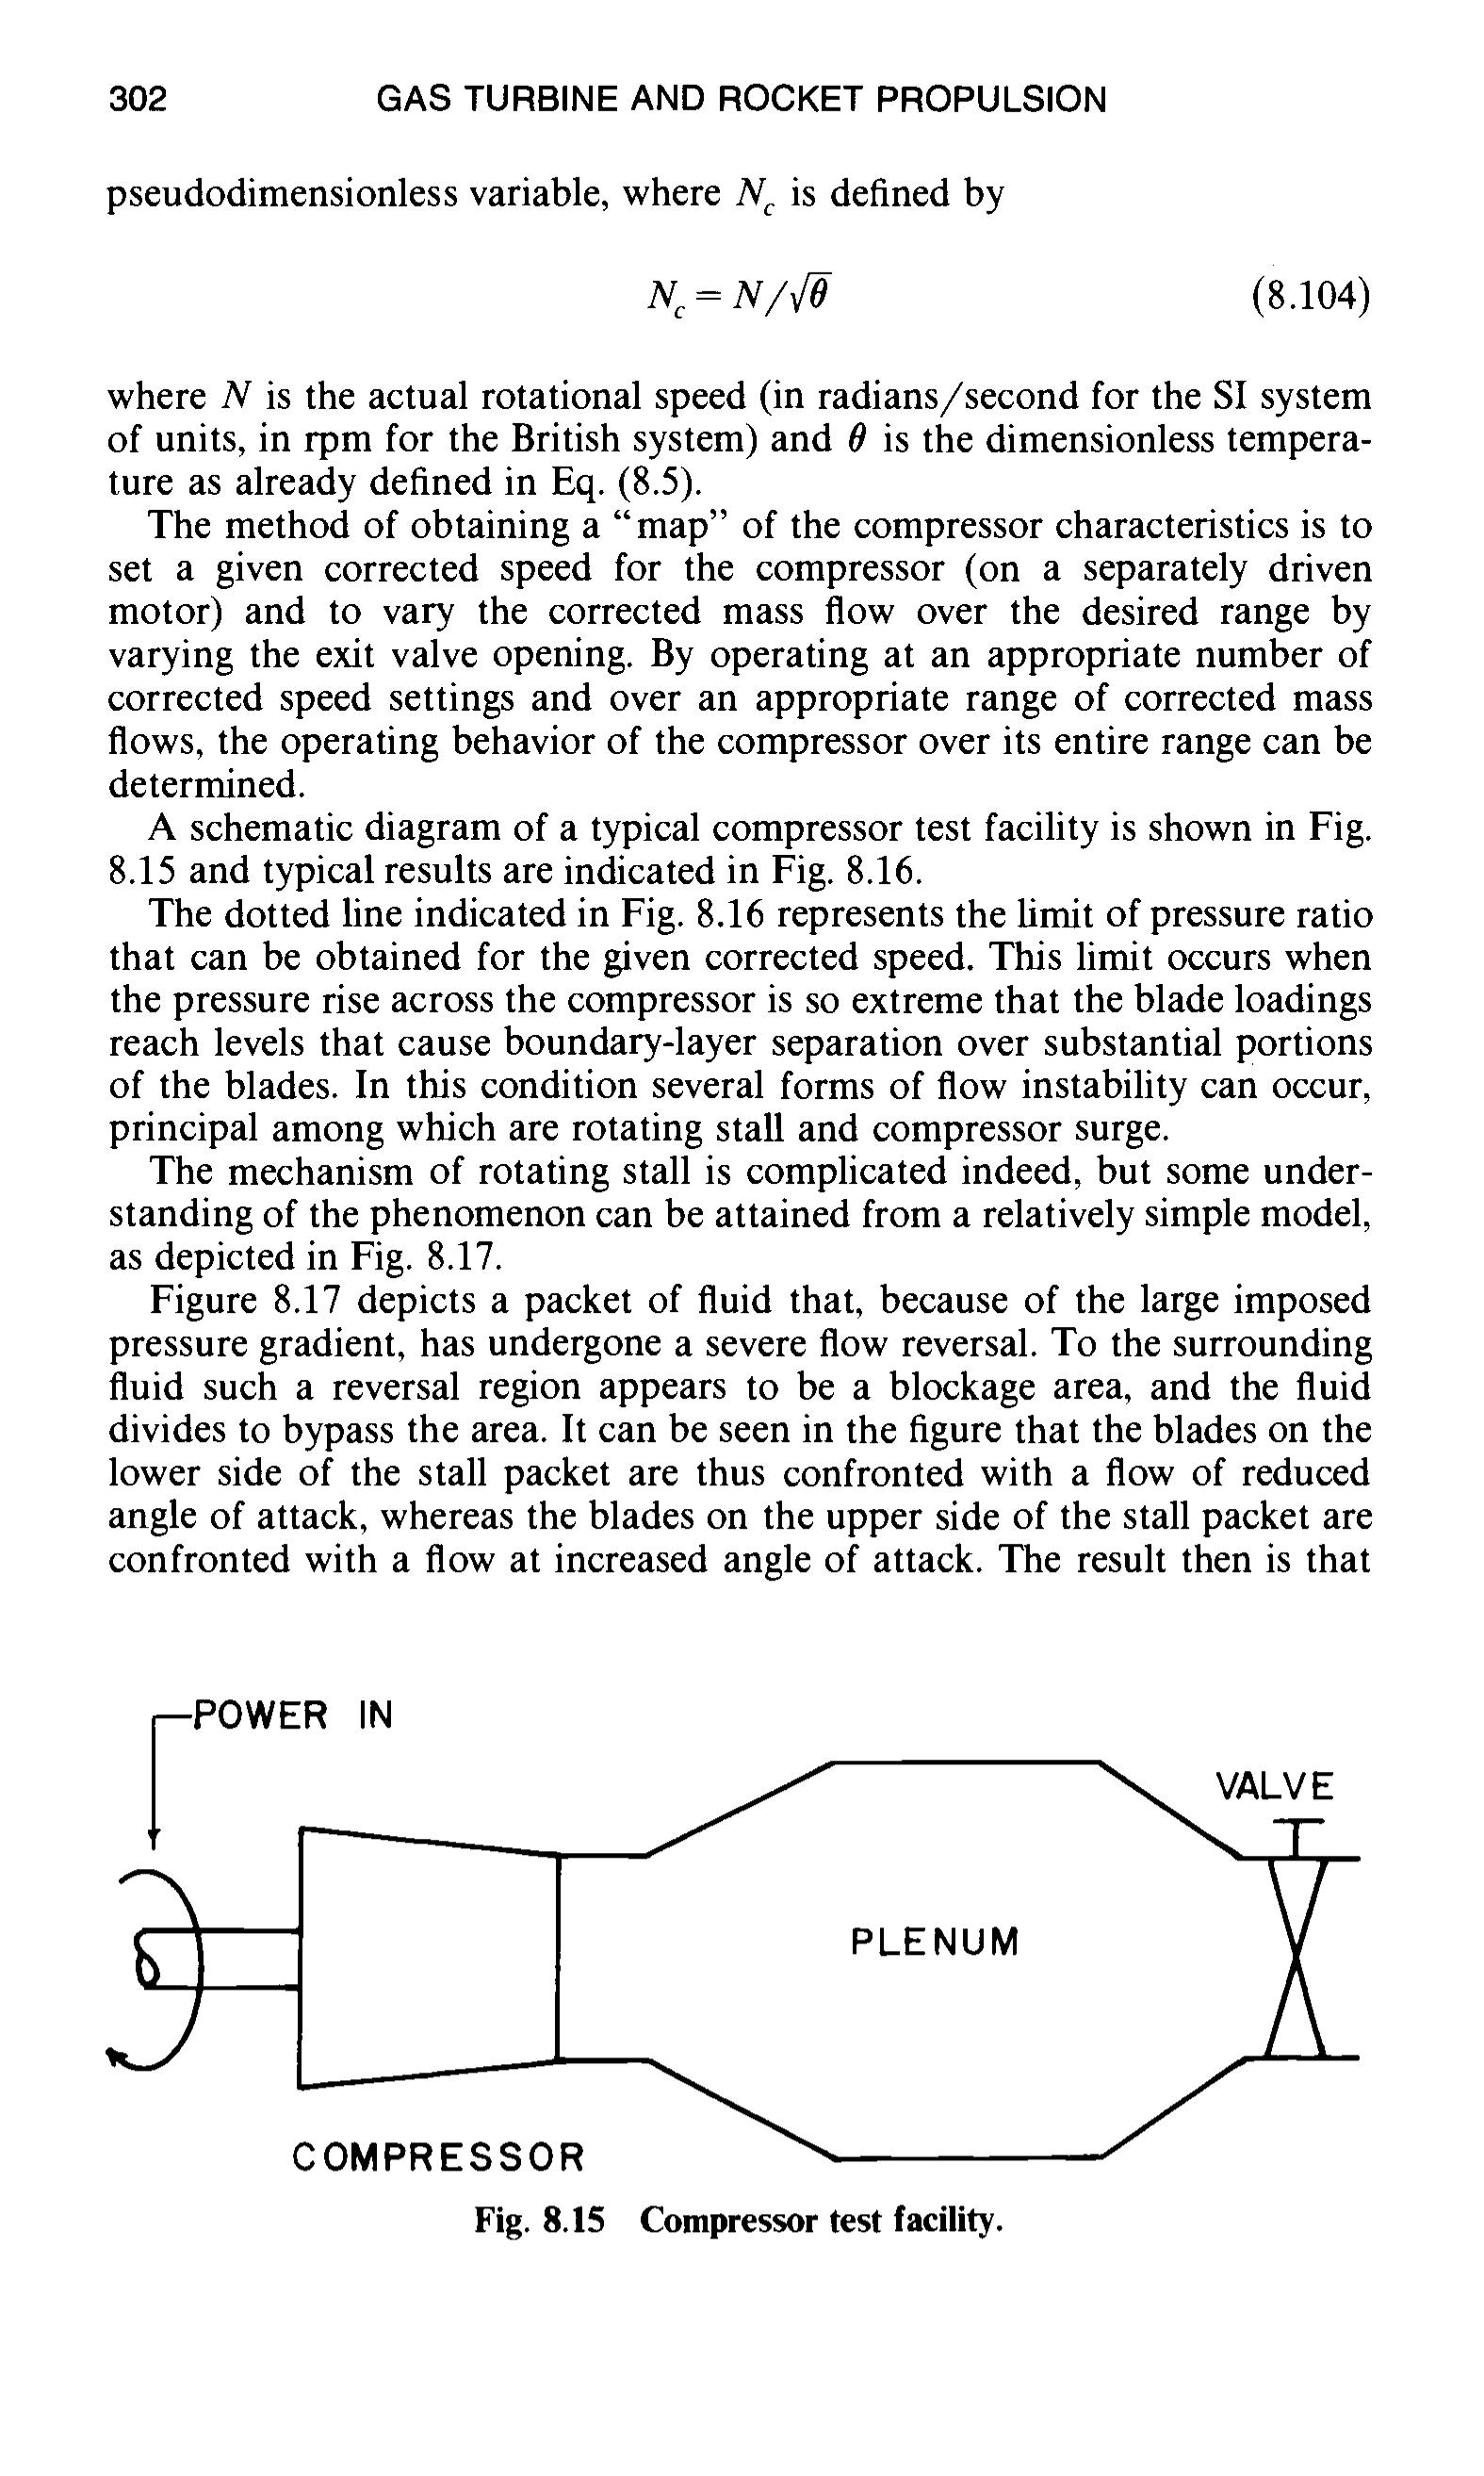 302 GAS TURBINE AND ROCKET PROPULSION
pseudodimensionless variable, where N_c is defined by
N_c = N/√θ (8.104)
where N is the actual rotational speed (in radians/second for the SI system
of units, in rpm for the British system) and θ is the dimensionless tempera-
ture as already defined in Eq. (8.5).
The method of obtaining a “map” of the compressor characteristics is to
set a given corrected speed for the compressor (on a separately driven
motor) and to vary the corrected mass flow over the desired range by
varying the exit valve opening. By operating at an appropriate number of
corrected speed settings and over an appropriate range of corrected mass
flows, the operating behavior of the compressor over its entire range can be
determined.
A schematic diagram of a typical compressor test facility is shown in Fig.
8.15 and typical results are indicated in Fig. 8.16.
The dotted line indicated in Fig. 8.16 represents the limit of pressure ratio
that can be obtained for the given corrected speed. This limit occurs when
the pressure rise across the compressor is so extreme that the blade loadings
reach levels that cause boundary-layer separation over substantial portions
of the blades. In this condition several forms of flow instability can occur,
principal among which are rotating stall and compressor surge.
The mechanism of rotating stall is complicated indeed, but some under-
standing of the phenomenon can be attained from a relatively simple model,
as depicted in Fig. 8.17.
Figure 8.17 depicts a packet of fluid that, because of the large imposed
pressure gradient, has undergone a severe flow reversal. To the surrounding
fluid such a reversal region appears to be a blockage area, and the fluid
divides to bypass the area. It can be seen in the figure that the blades on the
lower side of the stall packet are thus confronted with a flow of reduced
angle of attack, whereas the blades on the upper side of the stall packet are
confronted with a flow at increased angle of attack. The result then is that
POWER IN
VALVE
PLENUM
COMPRESSOR
Fig. 8.15 Compressor test facility.